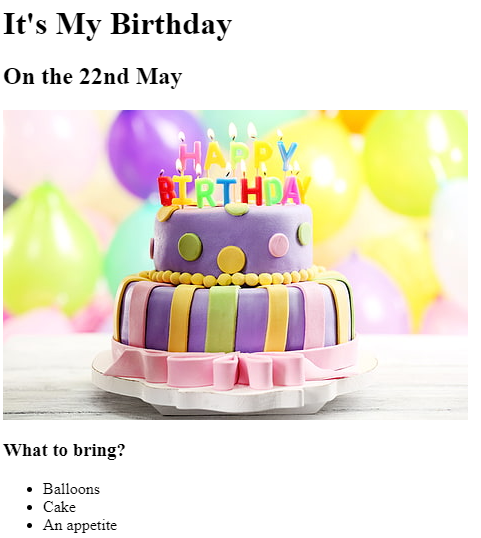 It's My Birthday
On the 22nd May
HAPPY
BIRTHDAY
What to bring?
Balloons
Cake
An appetite